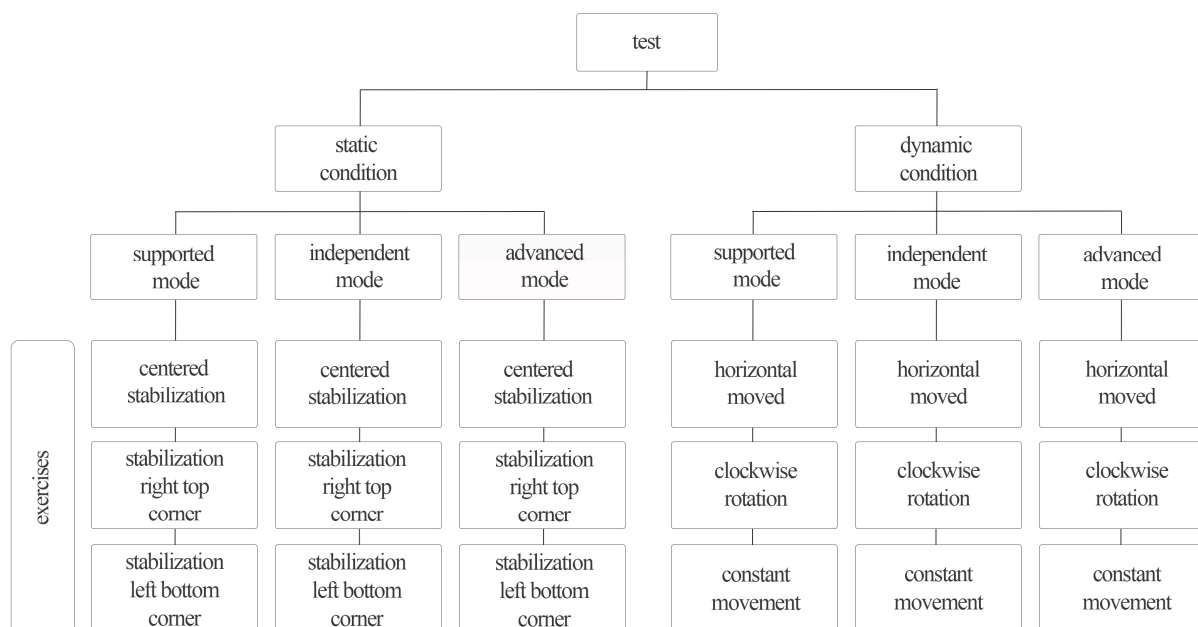 test
static
condition
dynamic
condition
supported
mode
independent
mode
advanced
mode
supported
mode
independent
mode
advanced
mode
exercises
centered
stabilization
centered
stabilization
centered
stabilization
horizontal
moved
horizontal
moved
horizontal
moved
stabilization
right top
corner
stabilization
right top
corner
stabilization
right top
corner
clockwise
rotation
clockwise
rotation
clockwise
rotation
stabilization
left bottom
corner
stabilization
left bottom
corner
stabilization
left bottom
corner
constant
movement
constant
movement
constant
movement